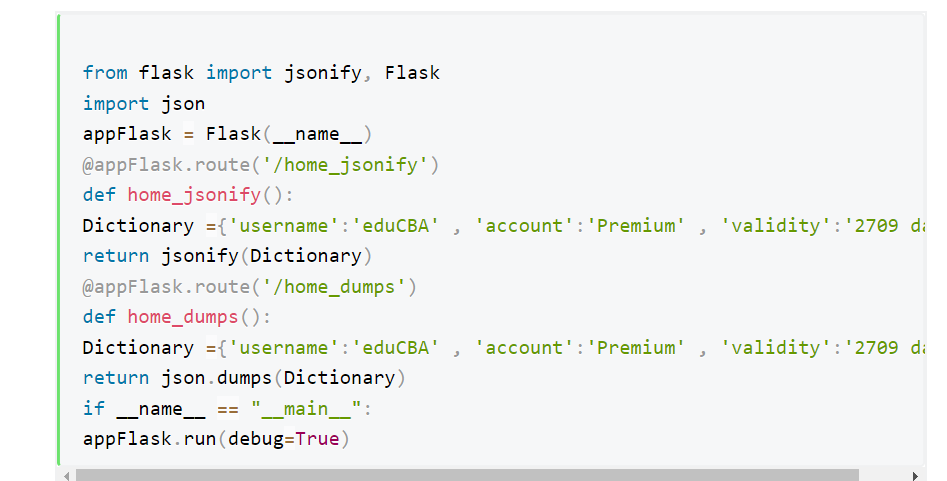 from flask import jsonify, Flask
import json
appFlask = Flask(__name__)
@appFlask.route('/home_jsonify')
def home_jsonify():
Dictionary ={'username':'eduCBA' , 'account':'Premium' , 'validity':'2709
return jsonify(Dictionary)
@appFlask.route('/home_dumps')
def home_dumps():
Dictionary ={'username':'eduCBA' , 'account':'Premium' , 'validity':'2709
return json.dumps(Dictionary)
if __name__ == "__main__":
appFlask.run(debug=True)